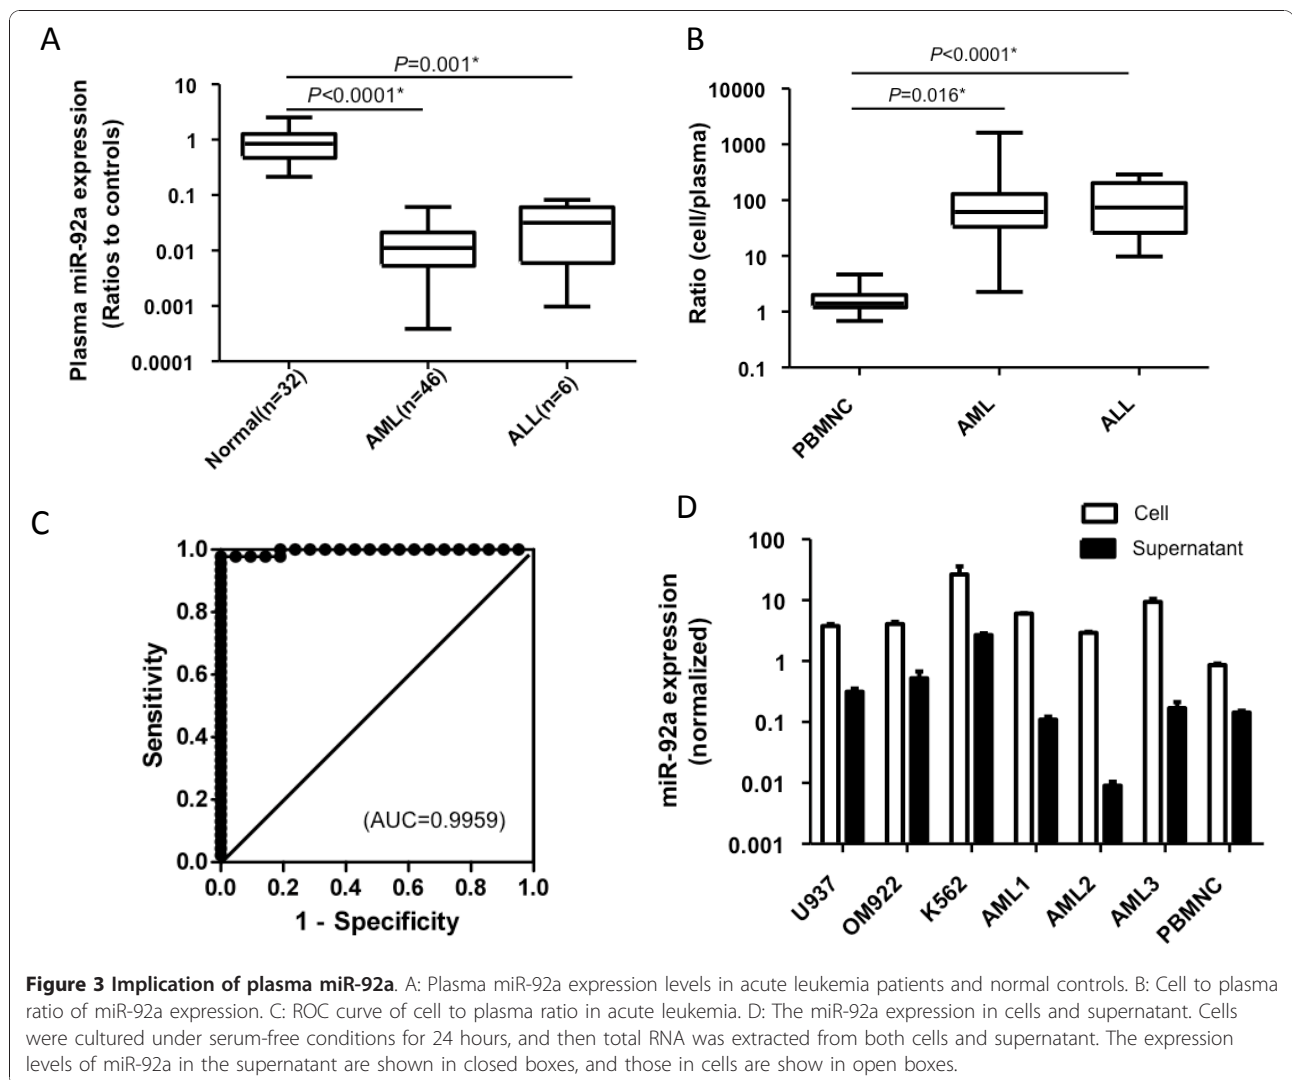 A
Plasma miR-92a expression
(Ratios to controls)
P=0.001*
P<0.0001*
10
1
0.1
0.01
0.001
0.0001
Normal(n=32)
AML(n=46)
ALL(n=6)
B
Ratio (cell/plasma)
P<0.0001*
P=0.016*
10000
1000
100
10
1
0.1
PBMNC
AML
ALL
C
Sensitivity
1.0
0.8
0.6
0.4
0.2
0.0
(AUC=0.9959)
0.0 0.2 0.4 0.6 0.8 1.0
1 - Specificity
D
Cell
Supernatant
miR-92a expression
(normalized)
100
10
1
0.1
0.01
0.001
U937
OM922
K562
AML1
AML2
AML3
PBMNC
Figure 3 Implication of plasma miR-92a. A: Plasma miR-92a expression levels in acute leukemia patients and normal controls. B: Cell to plasma
ratio of miR-92a expression. C: ROC curve of cell to plasma ratio in acute leukemia. D: The miR-92a expression in cells and supernatant. Cells
were cultured under serum-free conditions for 24 hours, and then total RNA was extracted from both cells and supernatant. The expression
levels of miR-92a in the supernatant are shown in closed boxes, and those in cells are show in open boxes.